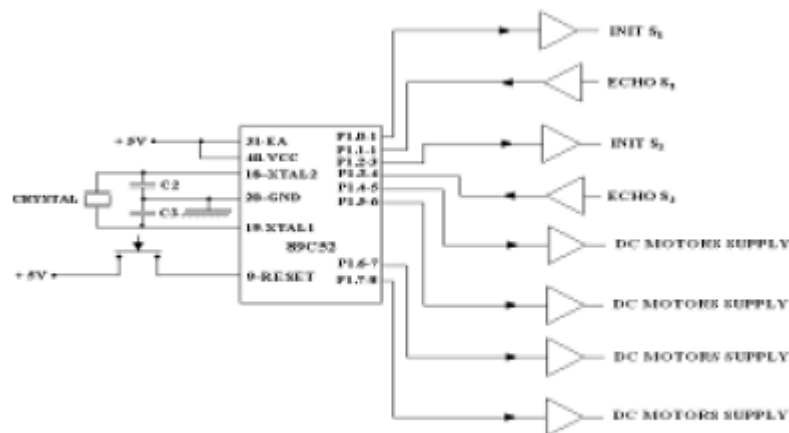 INIT S₁
ECHO S₁
INIT S₂
ECHO S₂
DC MOTORS SUPPLY
DC MOTORS SUPPLY
DC MOTORS SUPPLY
DC MOTORS SUPPLY
+5V
31-EA
40-VCC
18-XTAL2
20-GND
19-XTAL1
89C52
9-RESET
C2
C3
CRYSTAL
+5V
P1.0-1
P1.1-1
P1.2-3
P1.3-4
P1.4-5
P1.5-6
P1.6-7
P1.7-8